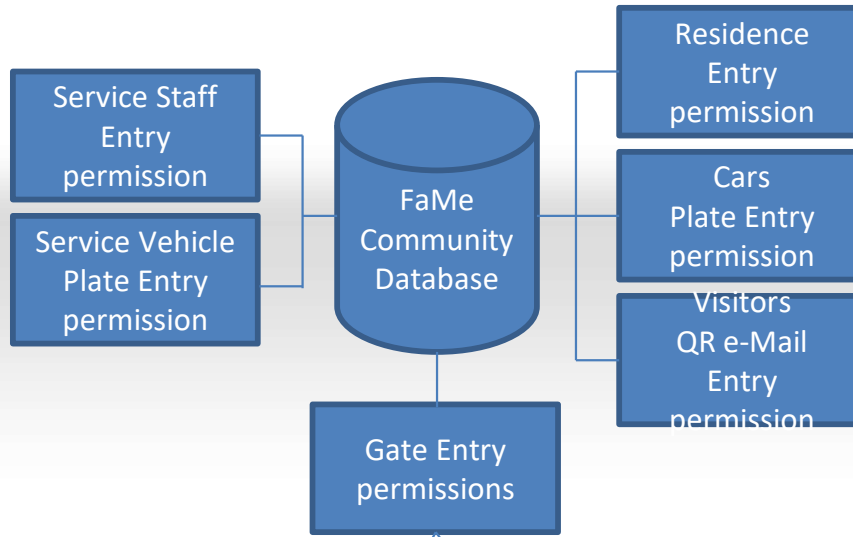 Service Staff
Entry
permission
Service Vehicle
Plate Entry
permission
FaMe
Community
Database
Residence
Entry
permission
Cars
Plate Entry
permission
Visitors
QR e-Mail
Entry
permission
Gate Entry
permissions